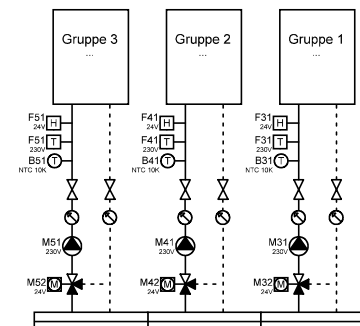 Gruppe 3
...
Gruppe 2
...
Gruppe 1
...
F51 H
24V
F41 H
24V
F31 H
24V
F51 T
230V
F41 T
230V
F31 T
230V
B51 T
NTC 10K
B41 T
NTC 10K
B31 T
NTC 10K
M51
230V
M41
230V
M31
230V
M52 M
24V
M42 M
24V
M32 M
24V